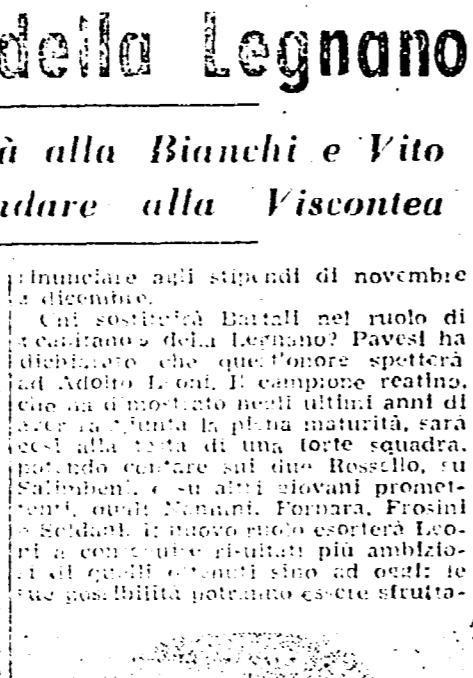 della Legnano
à alla Bianchi e Vito
ndare alla Viscontea
rinunciare agli stipendi di novembre
e dicembre.
Chi sostituirà Bartali nel ruolo di
«capitano» della Legnano? Pavesi ha
dichiarato che quest'onore spetterà
ad Adolfo Leoni. Il campione reatino,
che ha dimostrato negli ultimi anni di
aver raggiunta la piena maturità, sarà
così alla testa di una forte squadra,
potendo contare sui due Rossello, su
Salimbeni, e su altri giovani promet-
tenti, quali Nannini, Fornara, Frosini
e Soldani. Il nuovo ruolo esorterà Leo-
ni a conseguire risultati più ambizio-
si di quelli ottenuti sino ad oggi: le
sue possibilità potranno essere sfrutta-